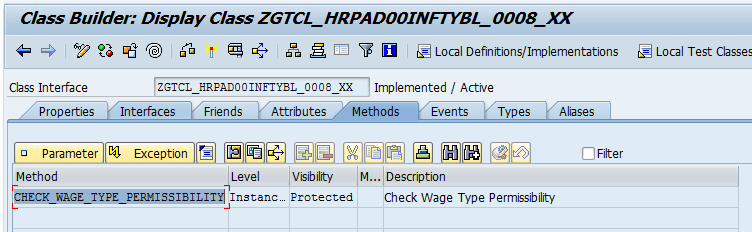 Class Builder: Display Class ZGTCL_HRPAD00INFTYBL_0008_XX
Local Definitions/Implementations Local Test Classes
Class Interface ZGTCL_HRPAD00INFTYBL_0008_XX Implemented / Active
Properties Interfaces Friends Attributes Methods Events Types Aliases
Parameter Exception Filter
Method Level Visibility M... Description
CHECK_WAGE_TYPE_PERMISSIBILITY Instanc... Protected Check Wage Type Permissibility